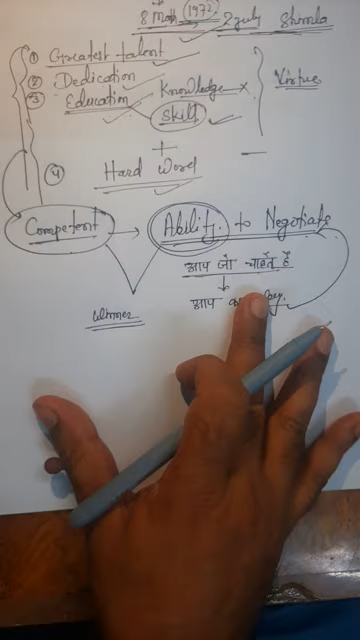 8 Math (1972) 2 July Shimla
① Greatest talent
② Dedication
Virtue
③ Education Knowledge ×
skill
+
④ Hard Word
Competent → Ability to Negotiate
आप जो चाहते हैं
↓
आप
winner